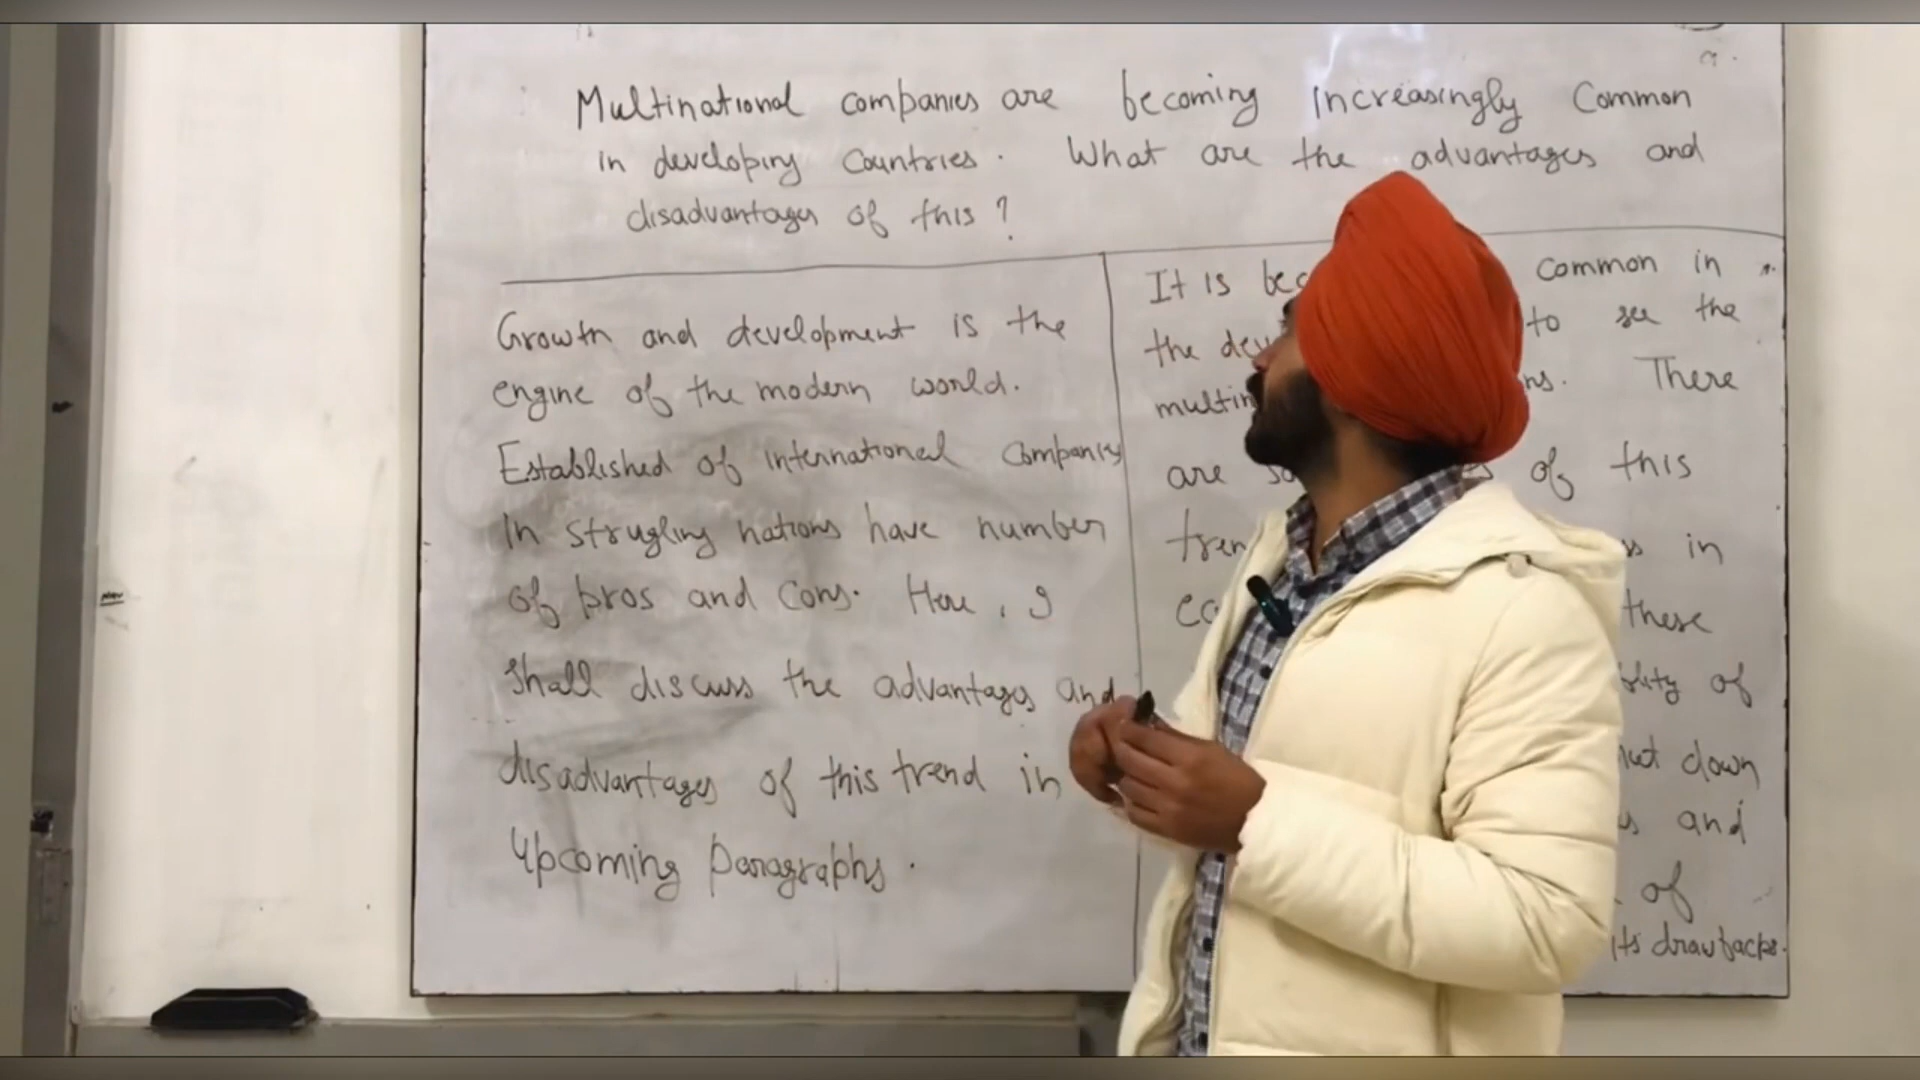 Multinational companies are becoming increasingly Common
in developing Countries. What are the advantages and
disadvantages of this?
Growth and development is the
engine of the modern world.
Established of international Companies
In strugling nations have number
of pros and Cons. Here, I
shall discuss the advantages and
disadvantages of this trend in
Upcoming paragraphs.
It is common in
the to see the
There
are of this
in
these
of
down
and
of
its drawbacks.